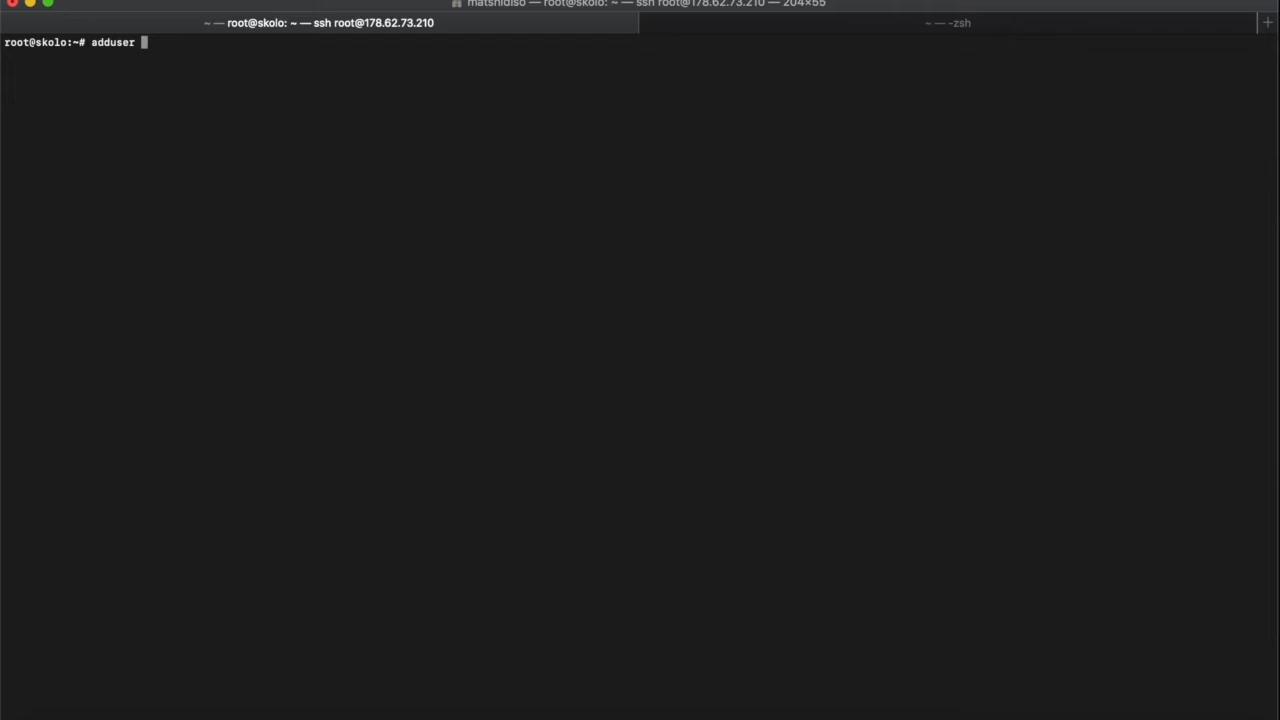 matshidiso — root@skolo: ~ — ssh root@178.62.73.210 — 204×55
~ — root@skolo: ~ — ssh root@178.62.73.210
~ — -zsh
+
root@skolo:~# adduser